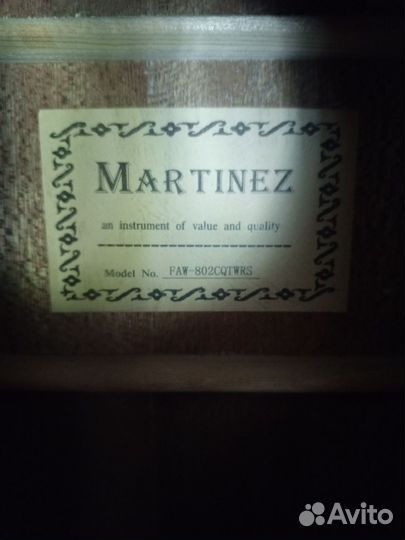 MARTINEZ
an instrument of value and quality
Model No. FAW-802CQTWRS
Avito